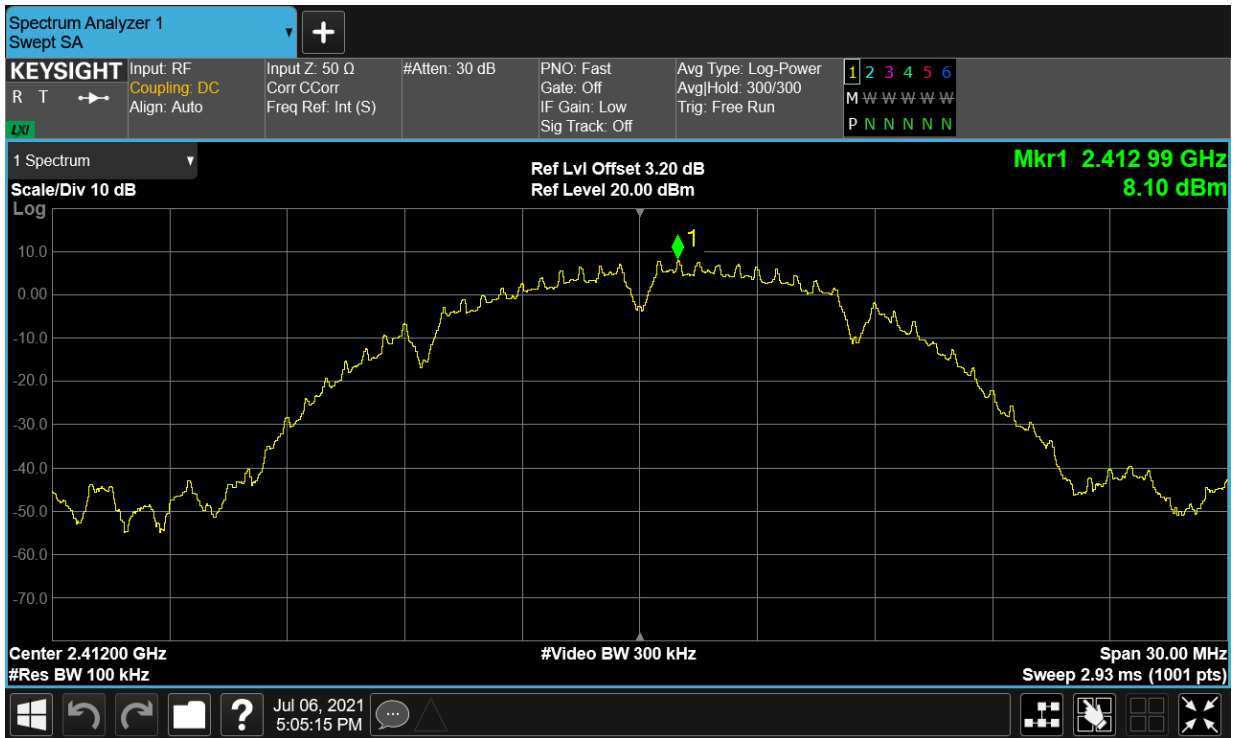 Spectrum Analyzer 1
Swept SA
KEYSIGHT
R T
LXI
Input: RF
Coupling: DC
Align: Auto
Input Z: 50 Ω
Corr CCorr
Freq Ref: Int (S)
#Atten: 30 dB
PNO: Fast
Gate: Off
IF Gain: Low
Sig Track: Off
Avg Type: Log-Power
Avg|Hold: 300/300
Trig: Free Run
1 2 3 4 5 6
M W W W W W
P N N N N N N
1 Spectrum
Scale/Div 10 dB
Log
Ref Lvl Offset 3.20 dB
Ref Level 20.00 dBm
Mkr1 2.412 99 GHz
8.10 dBm
1
10.0
0.00
-10.0
-20.0
-30.0
-40.0
-50.0
-60.0
-70.0
Center 2.41200 GHz
#Video BW 300 kHz
Span 30.00 MHz
#Res BW 100 kHz
Sweep 2.93 ms (1001 pts)
?
Jul 06, 2021
5:05:15 PM